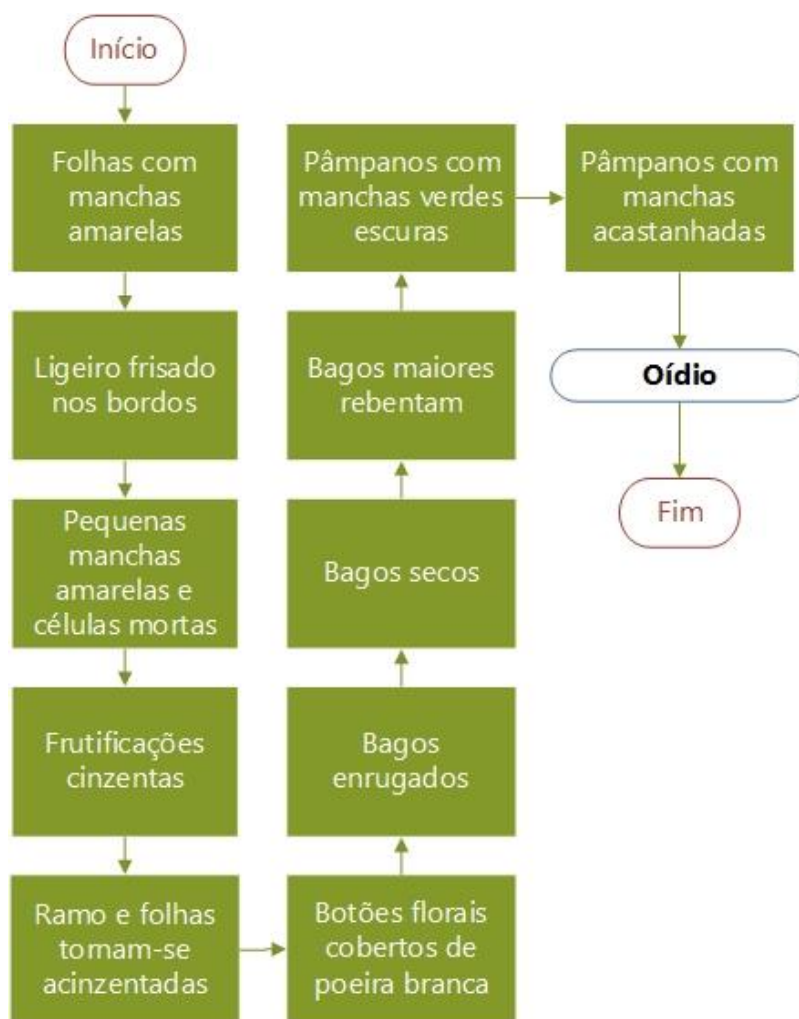 Início
Folhas com
manchas
amarelas
Ligeiro frisado
nos bordos
Pequenas
manchas
amarelas e
células mortas
Frutificações
cinzentas
Ramo e folhas
tornam-se
acinzentadas
Botões florais
cobertos de
poeira branca
Bagos
enrugados
Bagos secos
Bagos maiores
rebentam
Pâmpanos com
manchas verdes
escuras
Pâmpanos com
manchas
acastanhadas
Oídio
Fim